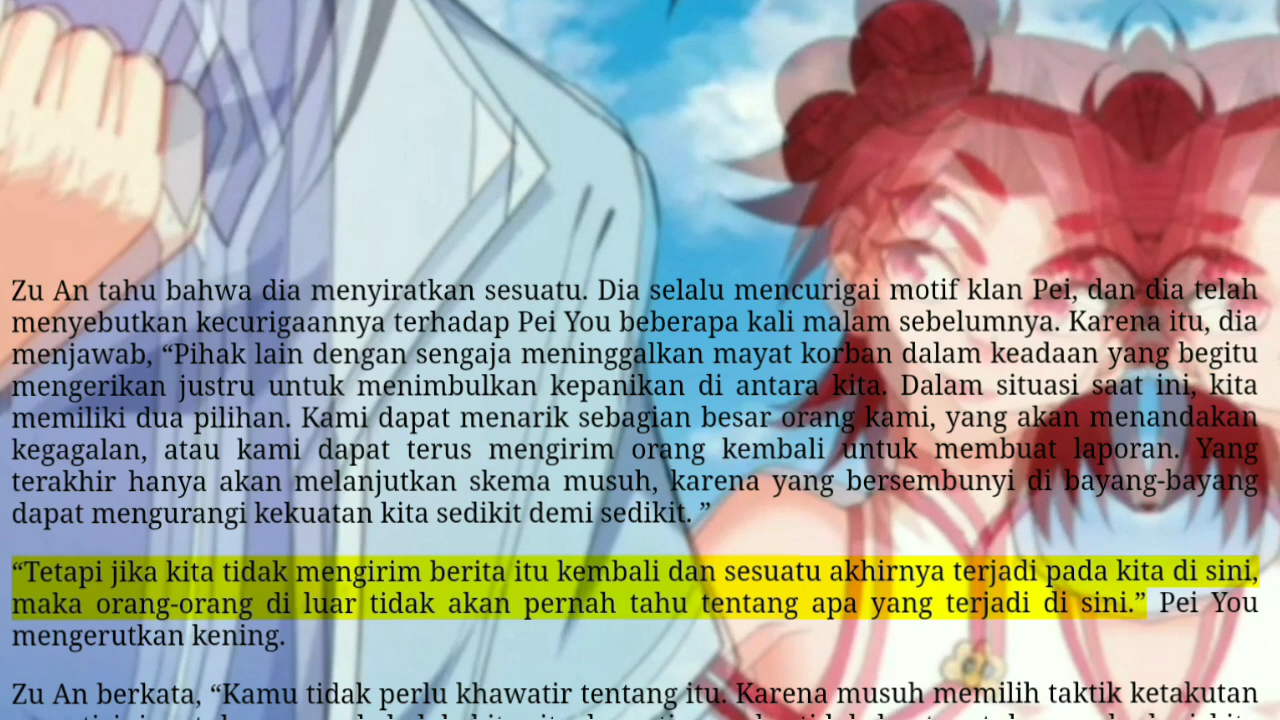 Zu An tahu bahwa dia menyiratkan sesuatu. Dia selalu mencurigai motif klan Pei, dan dia telah
menyebutkan kecurigaannya terhadap Pei You beberapa kali malam sebelumnya. Karena itu, dia
menjawab, “Pihak lain dengan sengaja meninggalkan mayat korban dalam keadaan yang begitu
mengerikan justru untuk menimbulkan kepanikan di antara kita. Dalam situasi saat ini, kita
memiliki dua pilihan. Kami dapat menarik sebagian besar orang kami, yang akan menandakan
kegagalan, atau kami dapat terus mengirim orang kembali untuk membuat laporan. Yang
terakhir hanya akan melanjutkan skema musuh, karena yang bersembunyi di bayang-bayang
dapat mengurangi kekuatan kita sedikit demi sedikit. ”
“Tetapi jika kita tidak mengirim berita itu kembali dan sesuatu akhirnya terjadi pada kita di sini,
maka orang-orang di luar tidak akan pernah tahu tentang apa yang terjadi di sini.” Pei You
mengerutkan kening.
Zu An berkata, “Kamu tidak perlu khawatir tentang itu. Karena musuh memilih taktik ketakutan